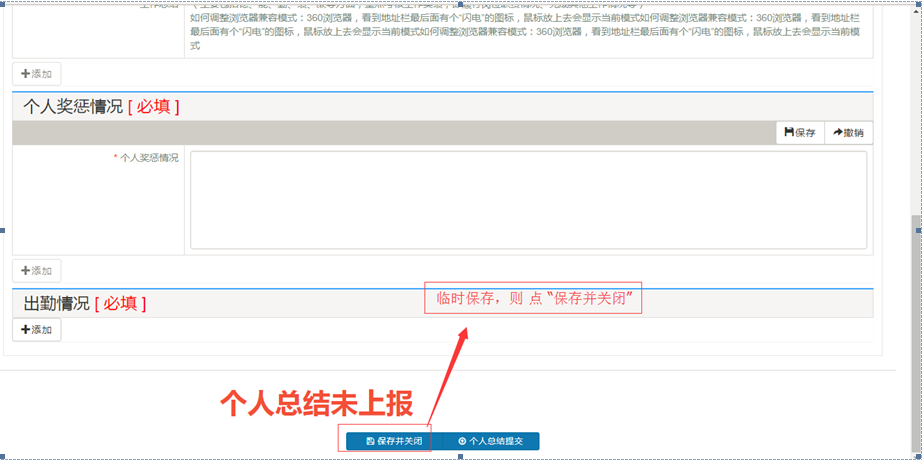 如何调整浏览器兼容模式：360浏览器，看到地址栏最后面有个“闪电”的图标，鼠标放上去会显示当前模式如何调整浏览器兼容模式：360浏览器，看到地址
栏最后面有个“闪电”的图标，鼠标放上去会显示当前模式如何调整浏览器兼容模式：360浏览器，看到地址栏最后面有个“闪电”的图标，鼠标放上去会显示当前模
式
添加
个人奖惩情况 [ 必填 ]
保存 撤销
* 个人奖惩情况
添加
出勤情况 [ 必填 ]
临时保存，则 点 “保存并关闭”
添加
个人总结未上报
保存并关闭 个人总结提交